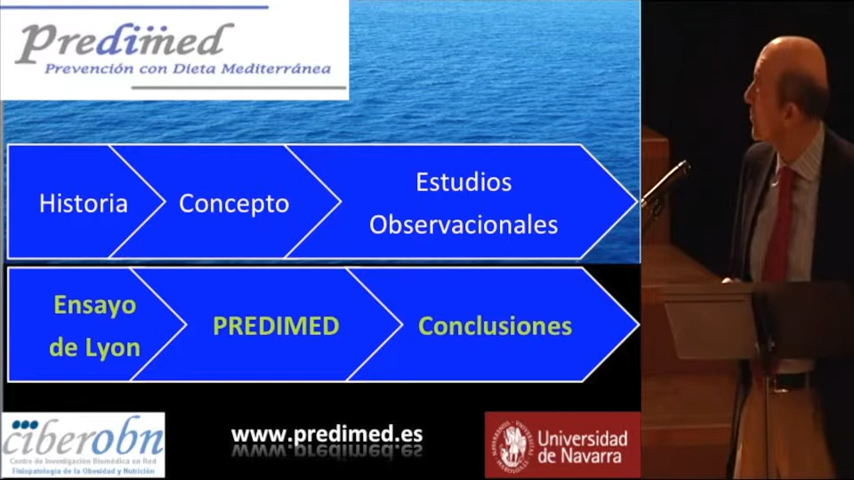 Predimed
Prevención con Dieta Mediterránea
Historia
Concepto
Estudios
Observacionales
Ensayo
de Lyon
PREDIMED
Conclusiones
ciberobn
Centro de Investigación Biomédica en Red
Fisiopatología de la Obesidad y Nutrición
www.predimed.es
Universidad
de Navarra